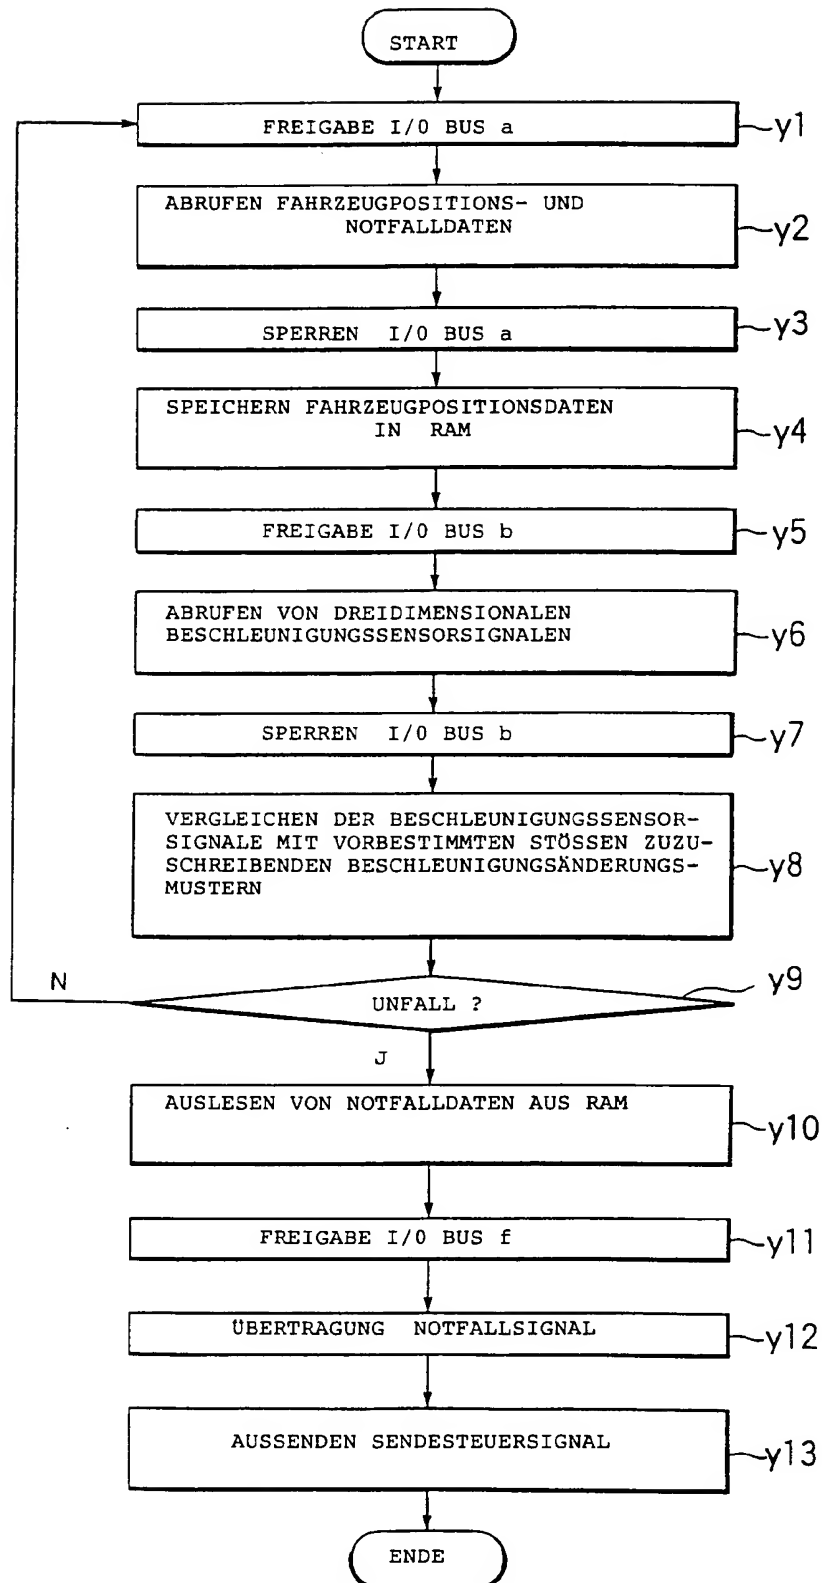 START
FREIGABE I/O BUS a
y1
ABRUFEN FAHRZEUGPOSITIONS- UND
NOTFALLDATEN
y2
SPERREN I/O BUS a
y3
SPEICHERN FAHRZEUGPOSITIONSDATEN
IN RAM
y4
FREIGABE I/O BUS b
y5
ABRUFEN VON DREIDIMENSIONALEN
BESCHLEUNIGUNGSSENSORSIGNALEN
y6
SPERREN I/O BUS b
y7
VERGLEICHEN DER BESCHLEUNIGUNGSSENSOR-
SIGNALE MIT VORBESTIMMTEN STÖSSEN ZUZU-
SCHREIBENDEN BESCHLEUNIGUNGSÄNDERUNGS-
MUSTERN
y8
N
UNFALL ?
y9
J
AUSLESEN VON NOTFALLDATEN AUS RAM
y10
FREIGABE I/O BUS f
y11
ÜBERTRAGUNG NOTFALLSIGNAL
y12
AUSSENDEN SENDESTEUERSIGNAL
y13
ENDE